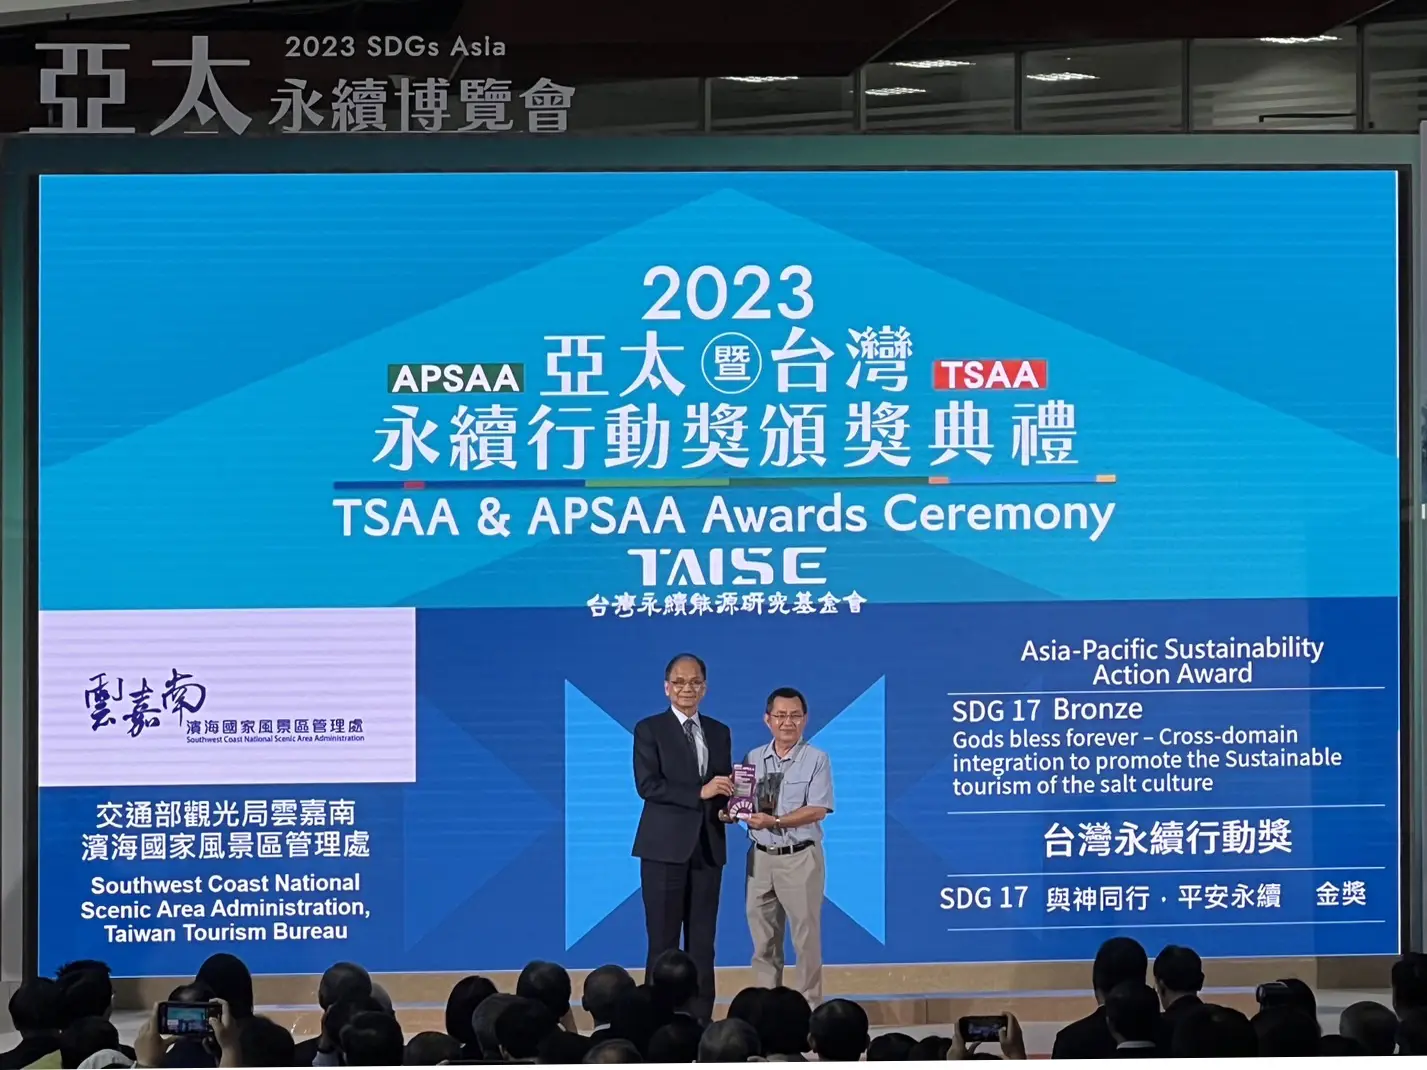 2023 SDGs Asia
亞太永續博覽會
2023
APSAA 亞太暨台灣 TSAA
永續行動獎頒獎典禮
TSAA & APSAA Awards Ceremony
TAISE
台灣永續能源研究基金會
雲嘉南
濱海國家風景區管理處
Southwest Coast National Scenic Area Administration
交通部觀光局雲嘉南
濱海國家風景區管理處
Southwest Coast National
Scenic Area Administration,
Taiwan Tourism Bureau
Asia-Pacific Sustainability
Action Award
SDG 17 Bronze
Gods bless forever – Cross-domain
integration to promote the Sustainable
tourism of the salt culture
台灣永續行動獎
SDG 17 與神同行．平安永續 金獎